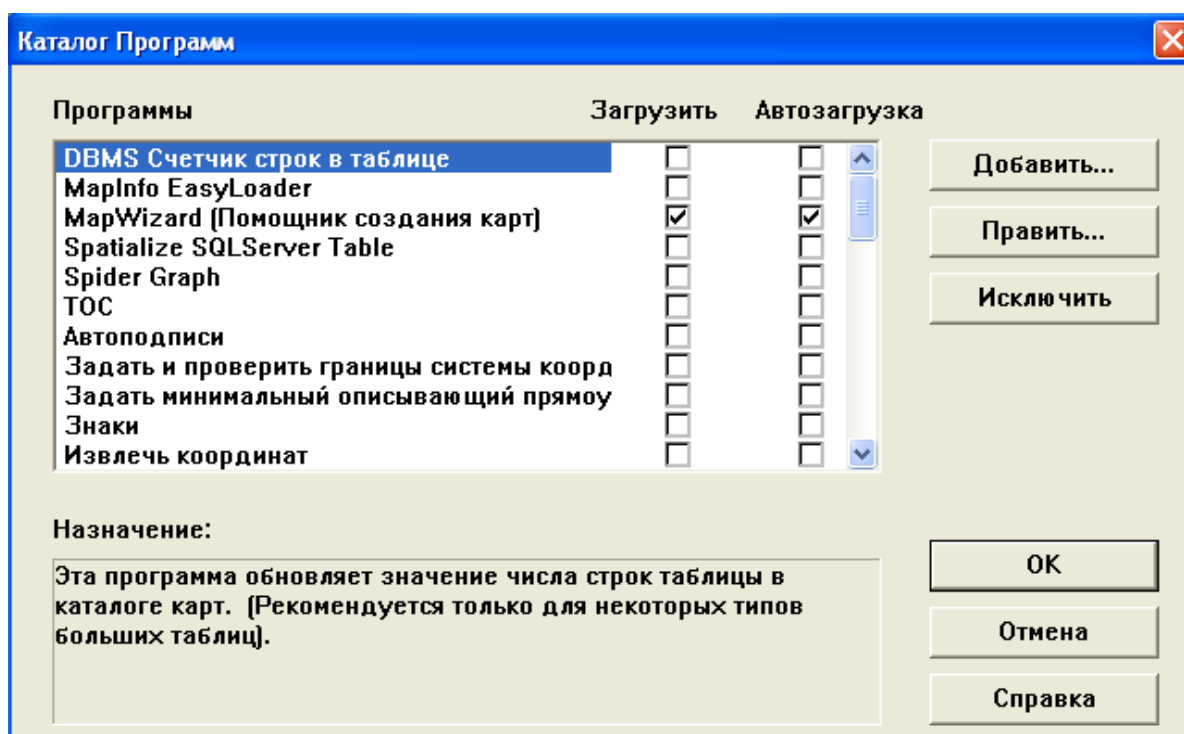 Каталог Программ
Программы Загрузить Автозагрузка
DBMS Счетчик строк в таблице
MapInfo EasyLoader
MapWizard (Помощник создания карт)
Spatialize SQLServer Table
Spider Graph
TOC
Автоподписи
Задать и проверить границы системы коорд
Задать минимальный описывающий прямоу
Знаки
Извлечь координат
Добавить...
Править...
Исключить
Назначение:
Эта программа обновляет значение числа строк таблицы в
каталоге карт. (Рекомендуется только для некоторых типов
больших таблиц).
OK
Отмена
Справка